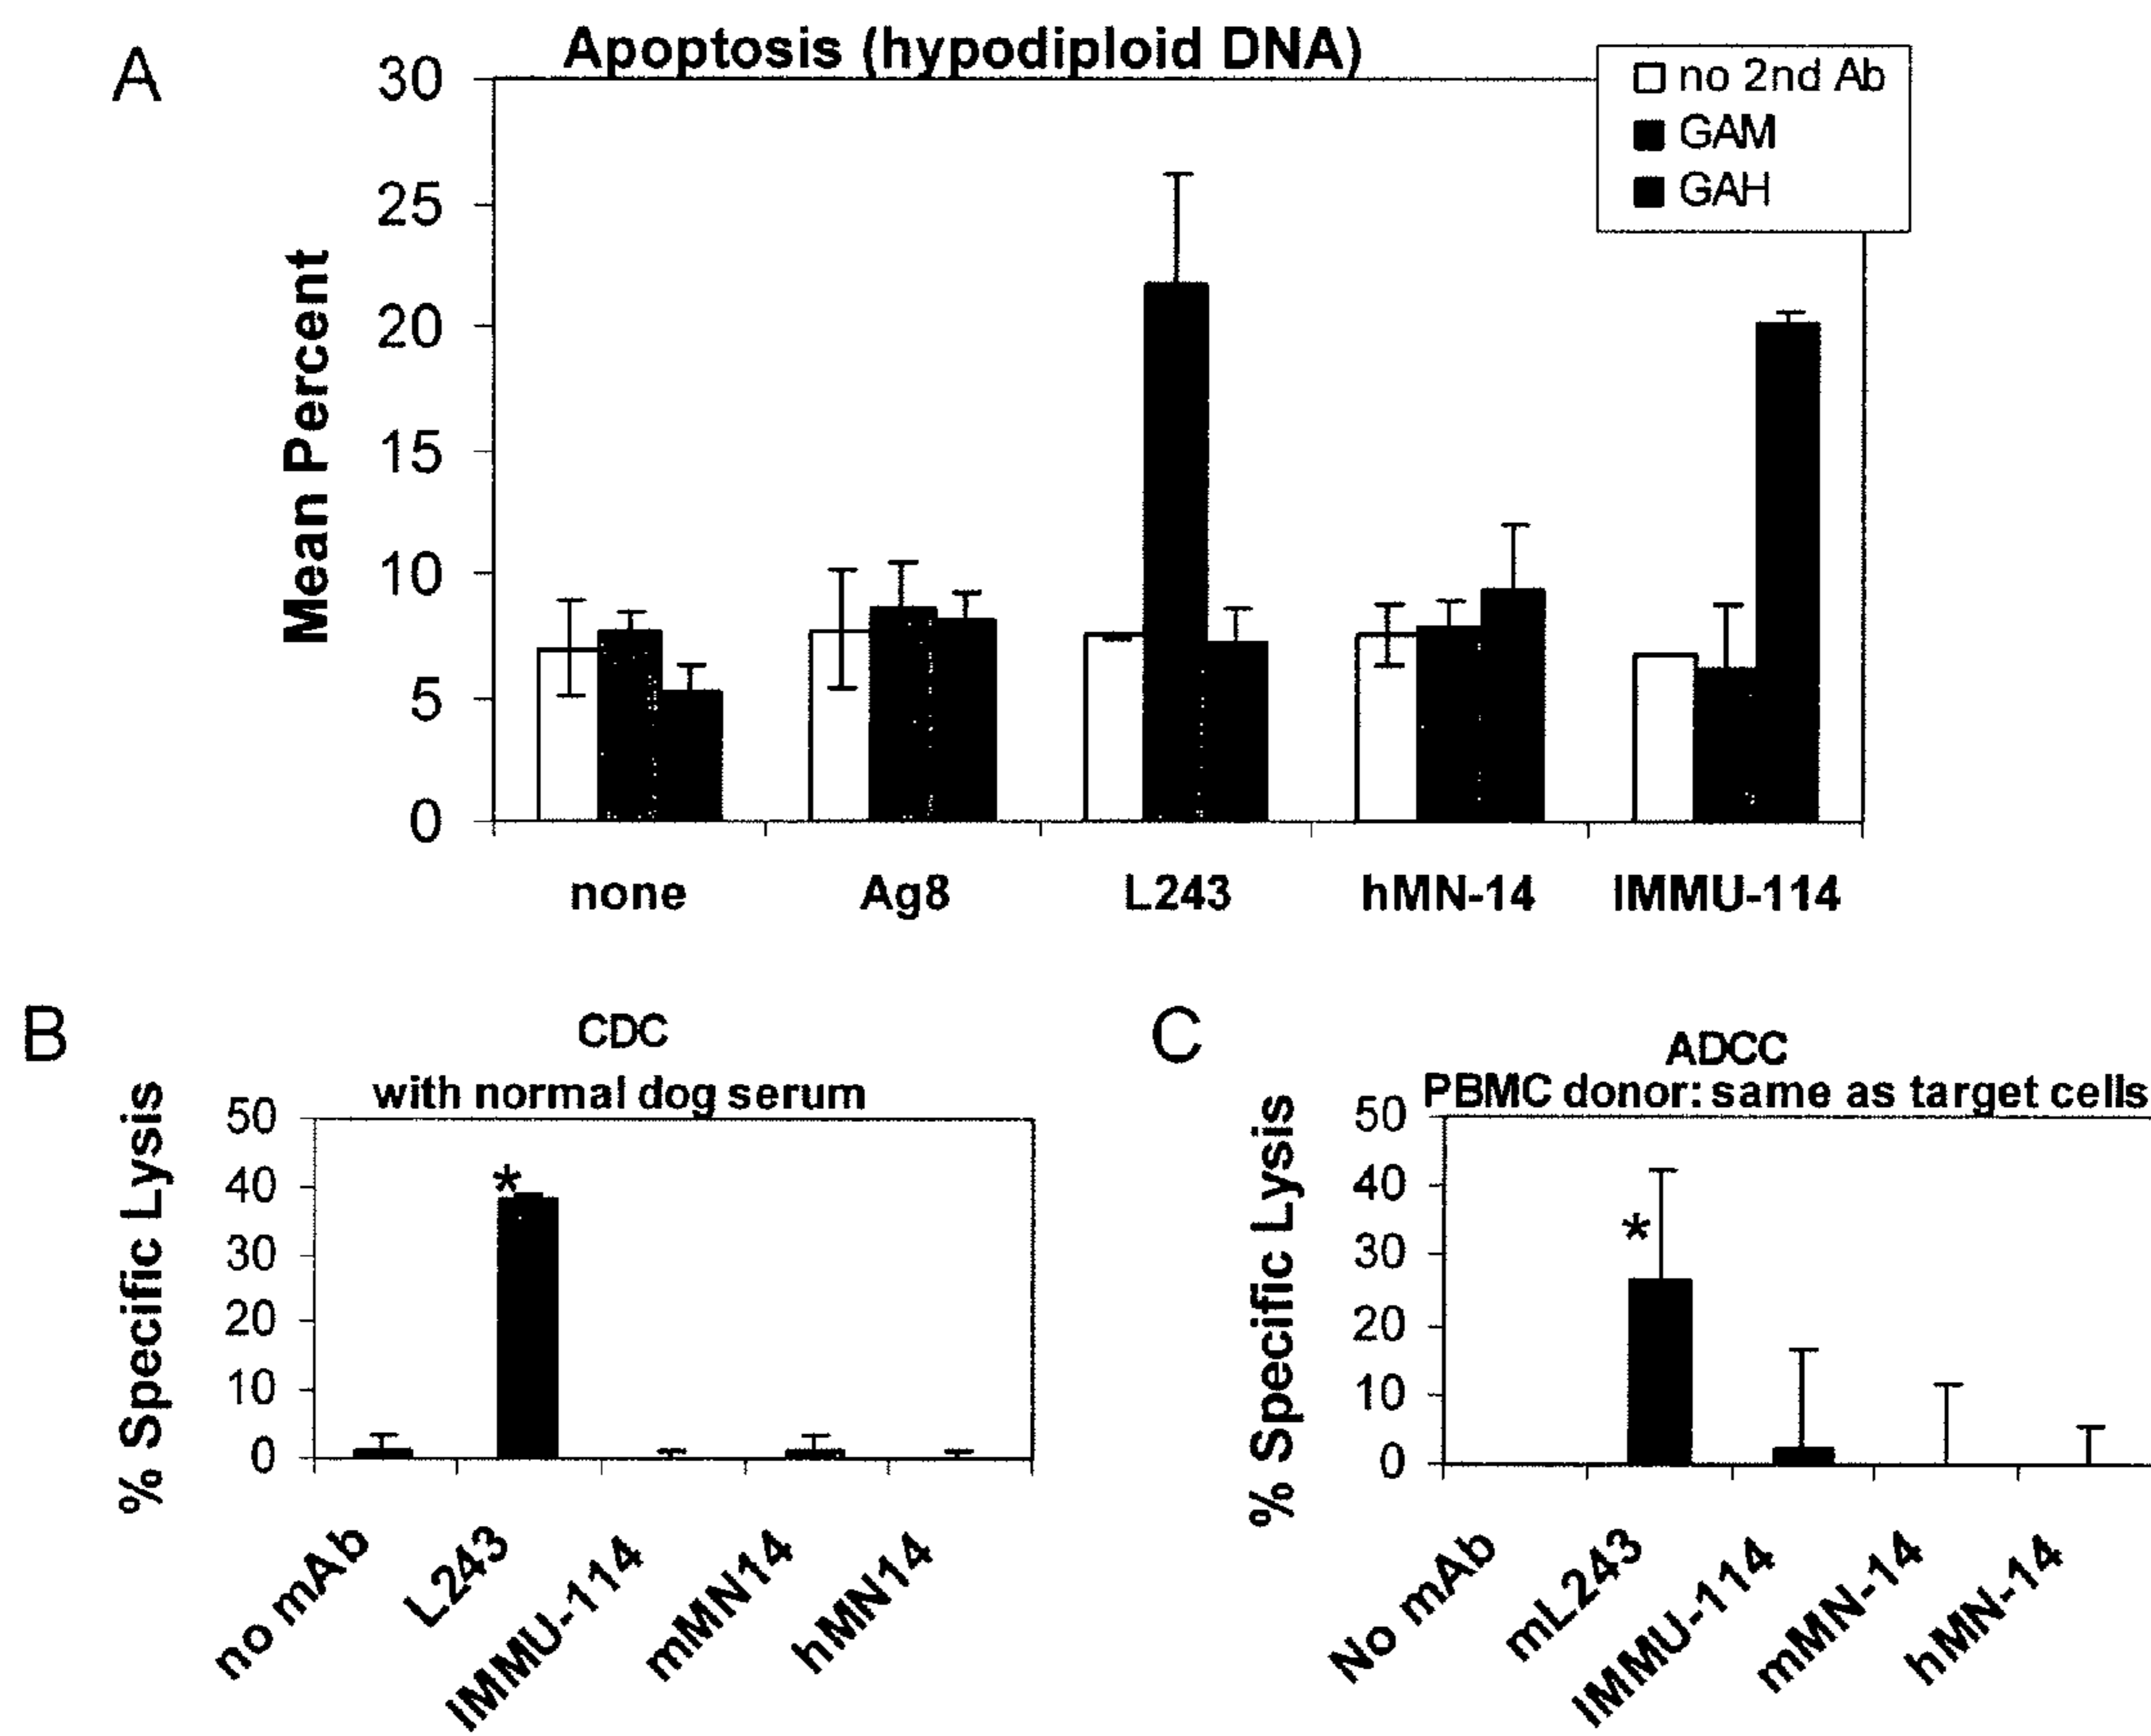 A
Apoptosis (hypodiploid DNA)
no 2nd Ab
GAM
GAH
Mean Percent
30
25
20
15
10
5
0
none
Ag8
L243
hMN-14
IMMU-114
B
CDC
with normal dog serum
% Specific Lysis
50
40
30
20
10
0
*
no mAb
L243
IMMU-114
mMN14
hMN14
C
ADCC
PBMC donor: same as target cells
% Specific Lysis
50
40
30
20
10
0
*
No mAb
mL243
IMMU-114
mMN-14
hMN-14